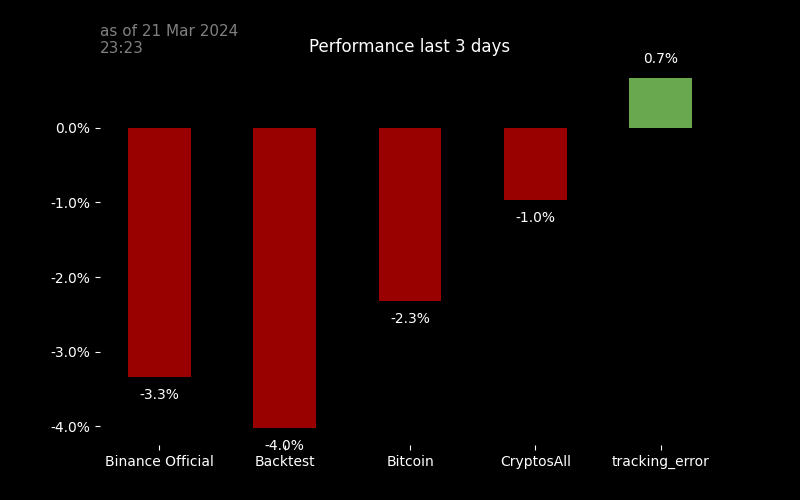 as of 21 Mar 2024
23:23
Performance last 3 days
0.7%
0.0%
-1.0%
-1.0%
-2.0%
-2.3%
-3.0%
-3.3%
-4.0%
-4.0%
Binance Official
Backtest
Bitcoin
CryptosAll
tracking_error